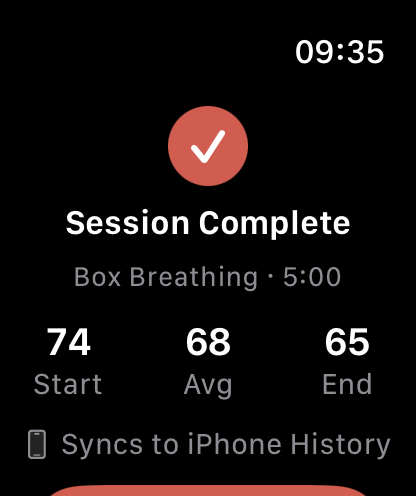 09:35
Session Complete
Box Breathing · 5:00
74 68 65
Start Avg End
Syncs to iPhone History